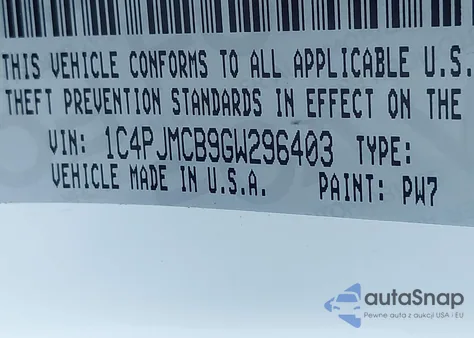 THIS VEHICLE CONFORMS TO ALL APPLICABLE U.S.
THEFT PREVENTION STANDARDS IN EFFECT ON THE
VIN: 1C4PJMCB9GW296403 TYPE:
VEHICLE MADE IN U.S.A. PAINT: PW7
autaSnap
Pewne auta z aukcji USA i EU